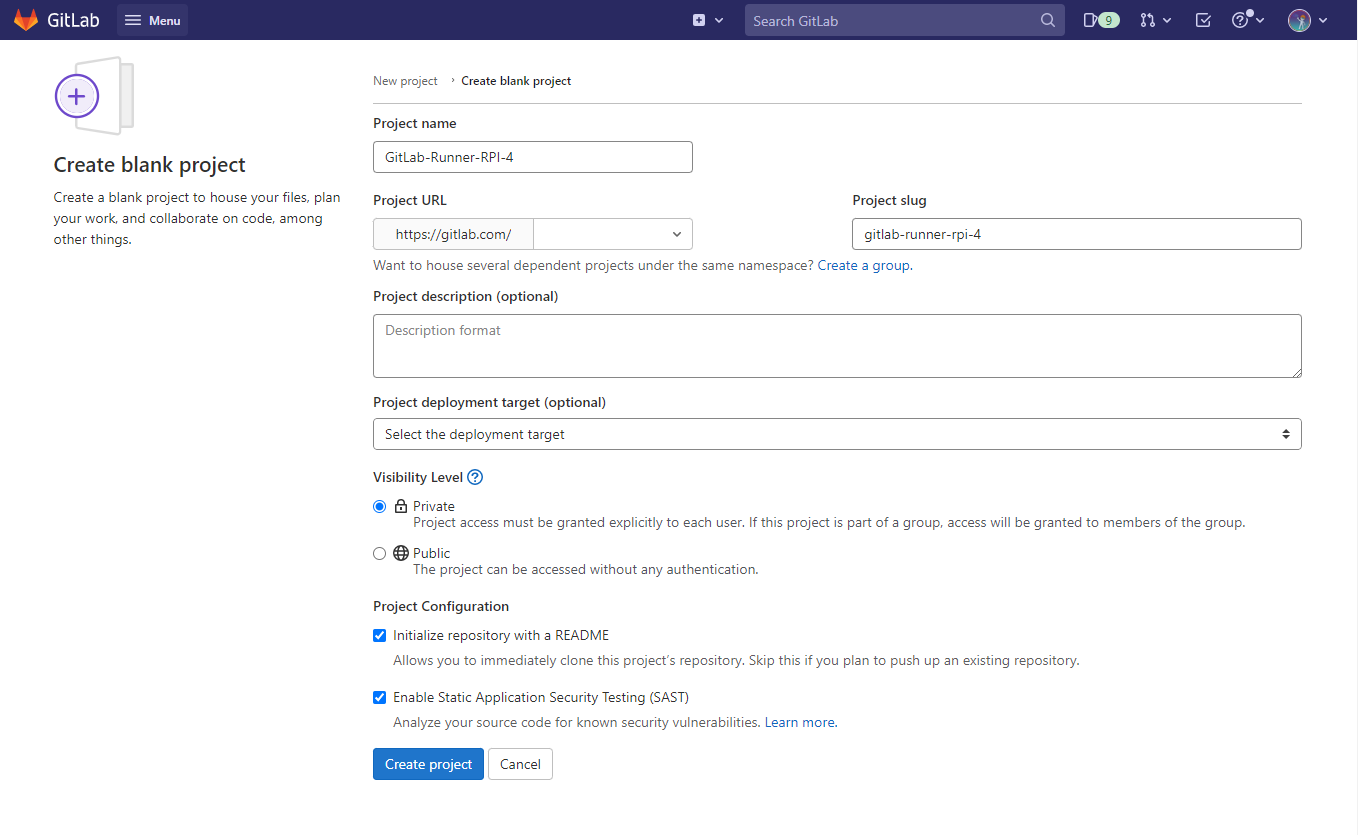 GitLab
Menu
Search GitLab
9
Create blank project
Create a blank project to house your files, plan
your work, and collaborate on code, among
other things.
New project › Create blank project
Project name
GitLab-Runner-RPI-4
Project URL
Project slug
https://gitlab.com/
gitlab-runner-rpi-4
Want to house several dependent projects under the same namespace? Create a group.
Project description (optional)
Description format
Project deployment target (optional)
Select the deployment target
Visibility Level
Private
Project access must be granted explicitly to each user. If this project is part of a group, access will be granted to members of the group.
Public
The project can be accessed without any authentication.
Project Configuration
Initialize repository with a README
Allows you to immediately clone this project’s repository. Skip this if you plan to push up an existing repository.
Enable Static Application Security Testing (SAST)
Analyze your source code for known security vulnerabilities. Learn more.
Create project
Cancel